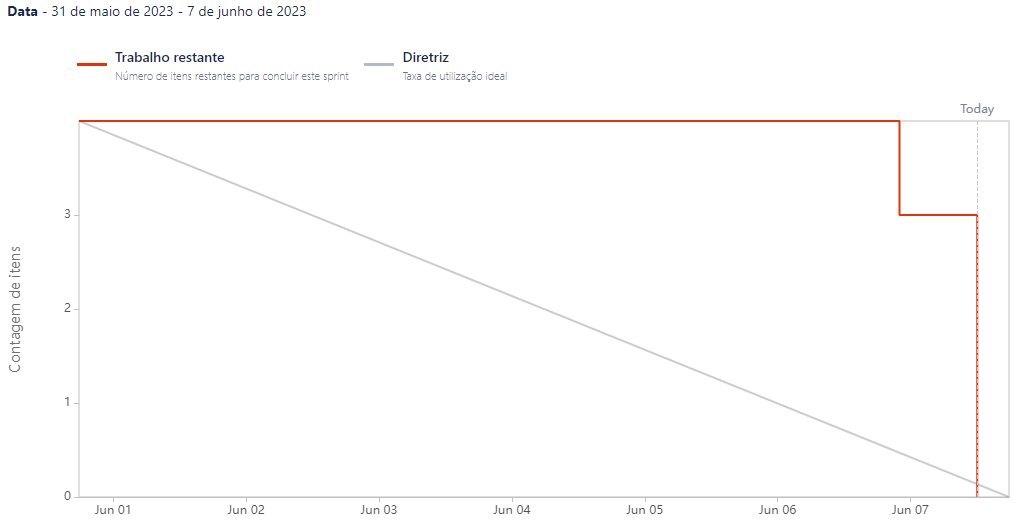 Data - 31 de maio de 2023 - 7 de junho de 2023
Trabalho restante
Número de itens restantes para concluir este sprint
Diretriz
Taxa de utilização ideal
Today
3
2
1
0
Contagem de itens
Jun 01 Jun 02 Jun 03 Jun 04 Jun 05 Jun 06 Jun 07